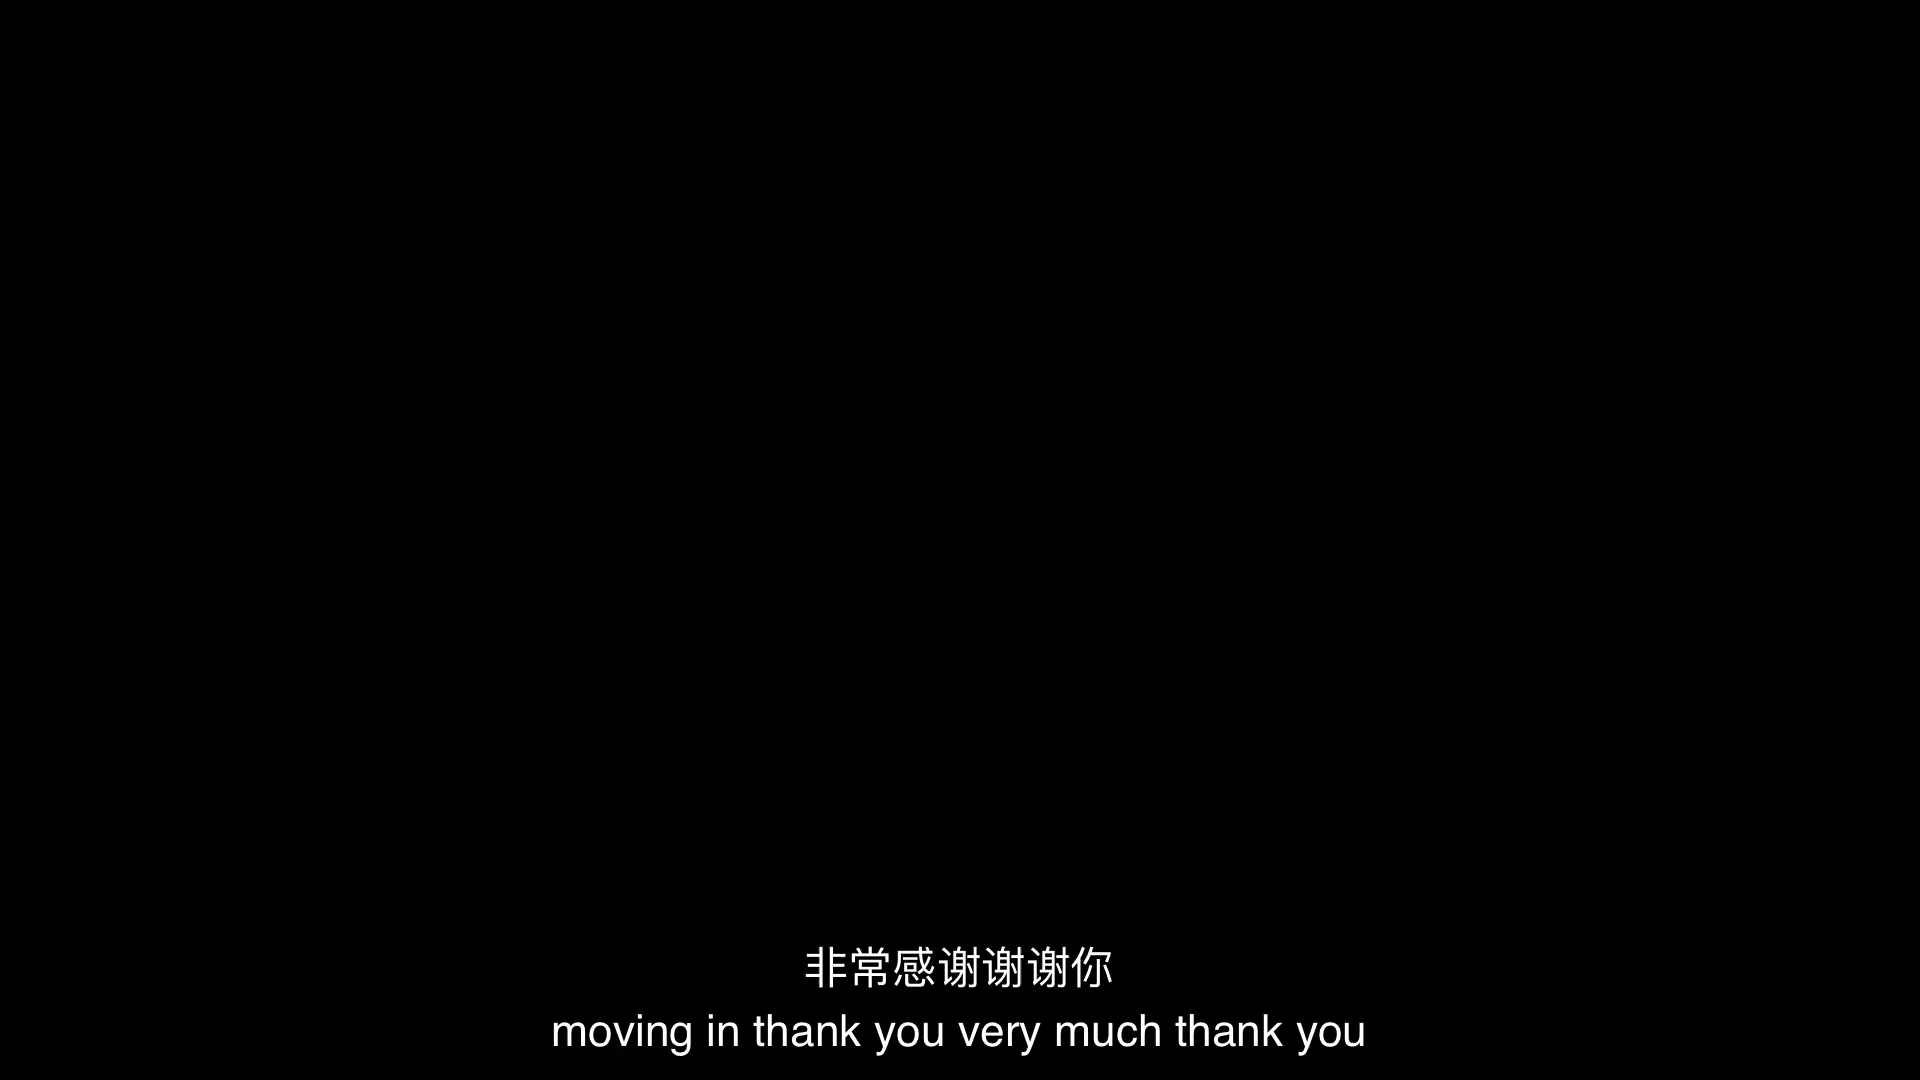 非常感谢谢谢你
moving in thank you very much thank you